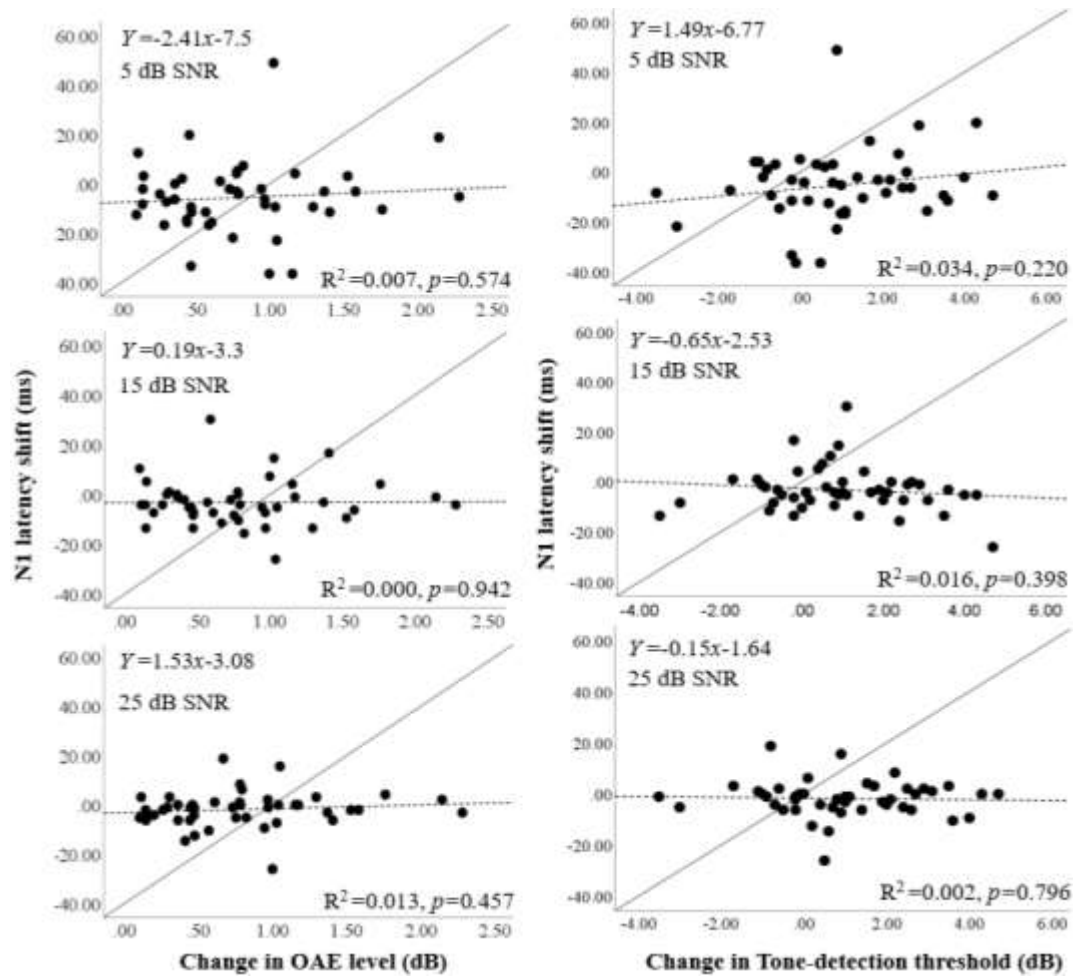 Y=-2.41x-7.5
5 dB SNR
60.00
40.00
20.00
.00
-20.00
-40.00
R²=0.007, p=0.574
.00 .50 1.00 1.50 2.00 2.50
Y=1.49x-6.77
5 dB SNR
60.00
40.00
20.00
.00
-20.00
-40.00
R²=0.034, p=0.220
-4.00 -2.00 .00 2.00 4.00 6.00
Y=0.19x-3.3
15 dB SNR
60.00
40.00
20.00
.00
-20.00
-40.00
R²=0.000, p=0.942
.00 .50 1.00 1.50 2.00 2.50
N1 latency shift (ms)
Y=-0.65x-2.53
15 dB SNR
60.00
40.00
20.00
.00
-20.00
-40.00
R²=0.016, p=0.398
-4.00 -2.00 .00 2.00 4.00 6.00
N1 latency shift (ms)
Y=1.53x-3.08
25 dB SNR
60.00
40.00
20.00
.00
-20.00
-40.00
R²=0.013, p=0.457
.00 .50 1.00 1.50 2.00 2.50
Change in OAE level (dB)
Y=-0.15x-1.64
25 dB SNR
60.00
40.00
20.00
.00
-20.00
-40.00
R²=0.002, p=0.796
-4.00 -2.00 .00 2.00 4.00 6.00
Change in Tone-detection threshold (dB)